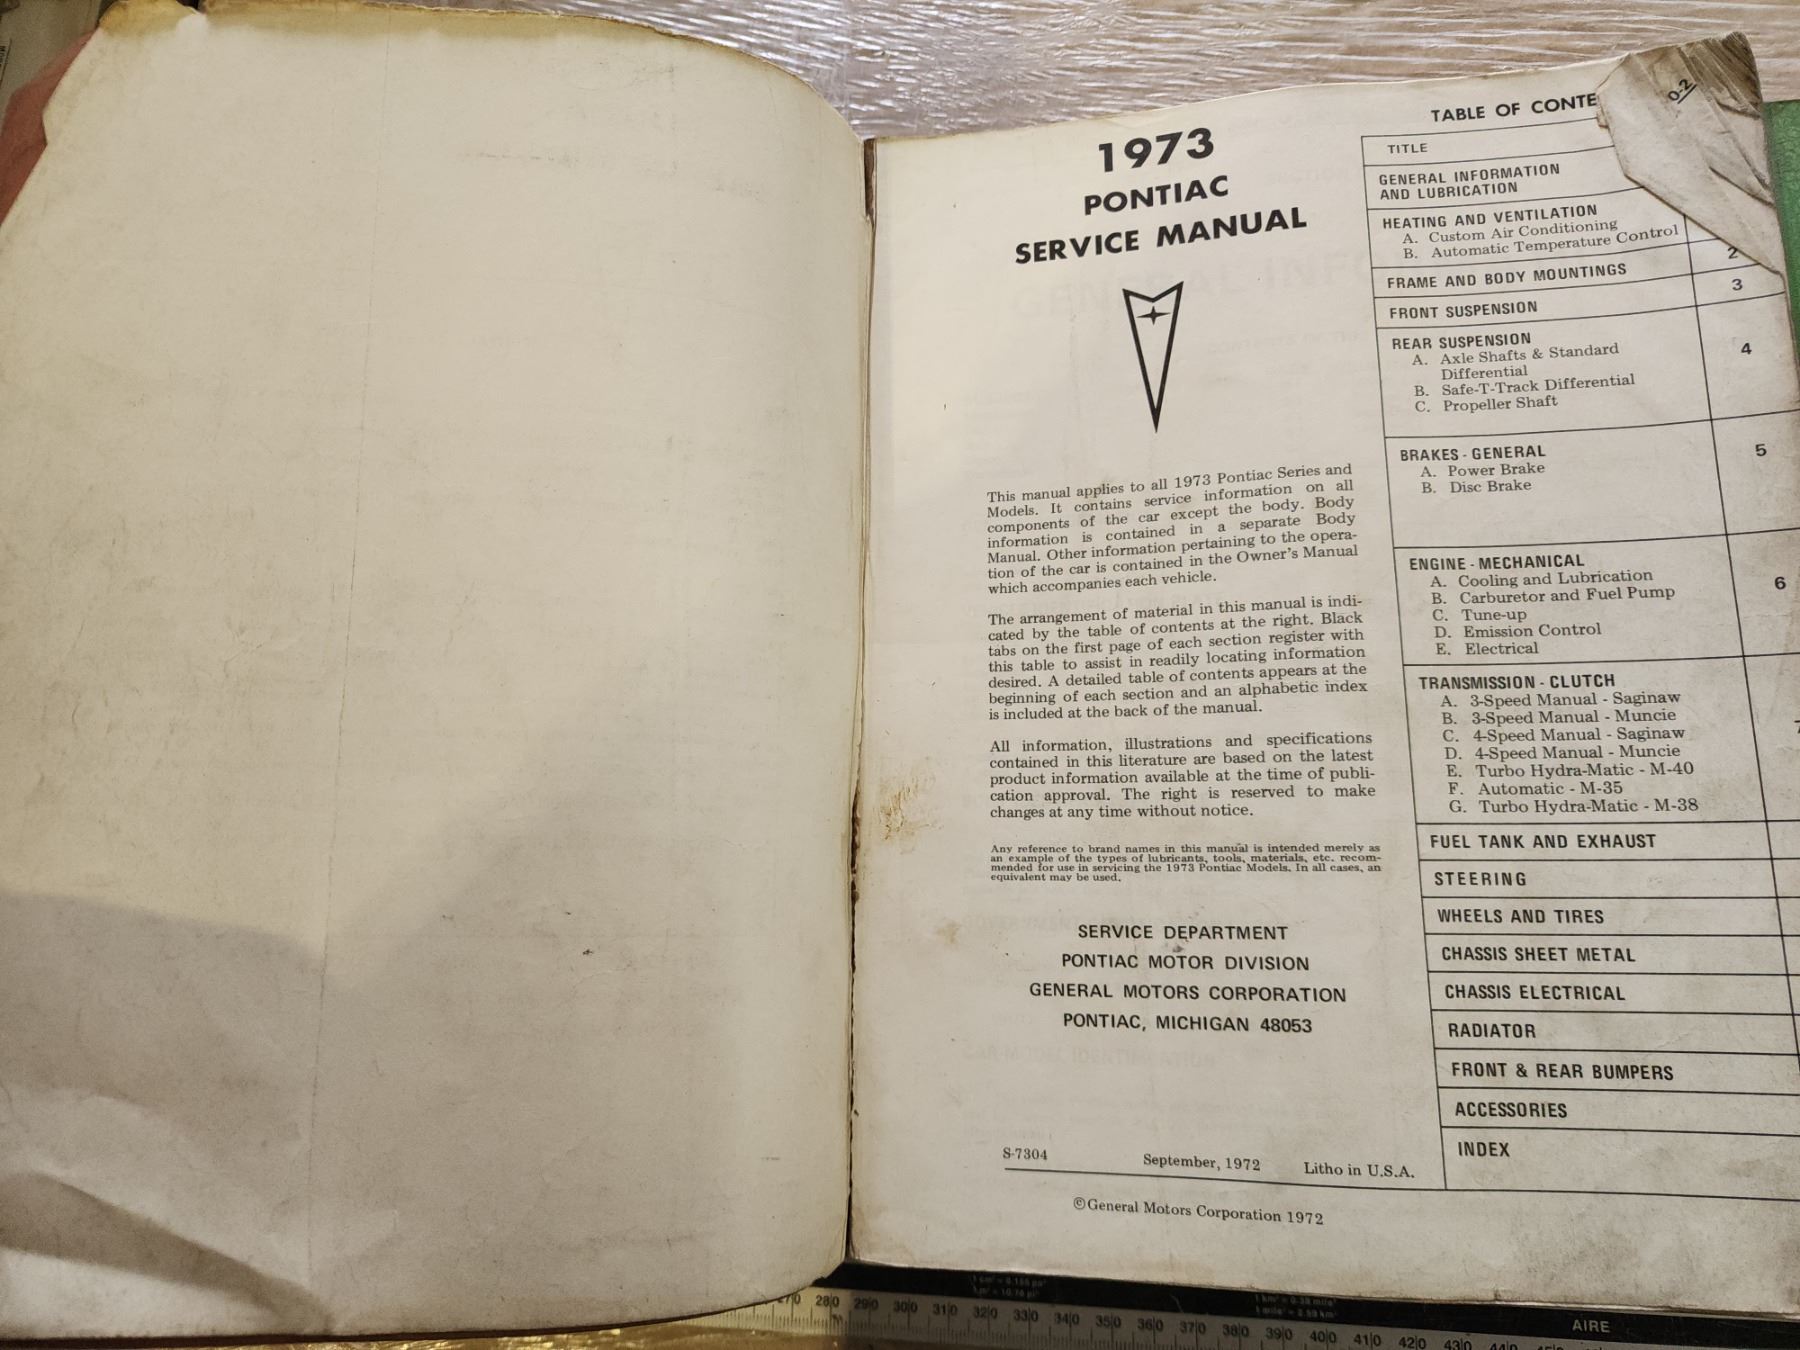 1973
PONTIAC
SERVICE MANUAL
This manual applies to all 1973 Pontiac Series and
Models. It contains service information on all
components of the car except the body. Body
information is contained in a separate Body
Manual. Other information pertaining to the opera-
tion of the car is contained in the Owner's Manual
which accompanies each vehicle.
The arrangement of material in this manual is indi-
cated by the table of contents at the right. Black
tabs on the first page of each section register with
this table to assist in readily locating information
desired. A detailed table of contents appears at the
beginning of each section and an alphabetic index
is included at the back of the manual.
All information, illustrations and specifications
contained in this literature are based on the latest
product information available at the time of publi-
cation approval. The right is reserved to make
changes at any time without notice.
Any reference to brand names in this manual is intended merely as
an example of the types of lubricants, tools, materials, etc. recom-
mended for use in servicing the 1973 Pontiac Models. In all cases, an
equivalent may be used.
SERVICE DEPARTMENT
PONTIAC MOTOR DIVISION
GENERAL MOTORS CORPORATION
PONTIAC, MICHIGAN 48053
S-7304 September, 1972 Litho in U.S.A.
©General Motors Corporation 1972
TABLE OF CONTE
0-2
TITLE
GENERAL INFORMATION
AND LUBRICATION
HEATING AND VENTILATION
A. Custom Air Conditioning
B. Automatic Temperature Control
FRAME AND BODY MOUNTINGS 2
FRONT SUSPENSION 3
REAR SUSPENSION 4
A. Axle Shafts & Standard
Differential
B. Safe-T-Track Differential
C. Propeller Shaft
BRAKES - GENERAL 5
A. Power Brake
B. Disc Brake
ENGINE - MECHANICAL 6
A. Cooling and Lubrication
B. Carburetor and Fuel Pump
C. Tune-up
D. Emission Control
E. Electrical
TRANSMISSION - CLUTCH
A. 3-Speed Manual - Saginaw
B. 3-Speed Manual - Muncie
C. 4-Speed Manual - Saginaw
D. 4-Speed Manual - Muncie
E. Turbo Hydra-Matic - M-40
F. Automatic - M-35
G. Turbo Hydra-Matic - M-38
FUEL TANK AND EXHAUST
STEERING
WHEELS AND TIRES
CHASSIS SHEET METAL
CHASSIS ELECTRICAL
RADIATOR
FRONT & REAR BUMPERS
ACCESSORIES
INDEX
AIRE
280 290 300 310 320 330 340 350 360 370 380 390 400 410 420 430